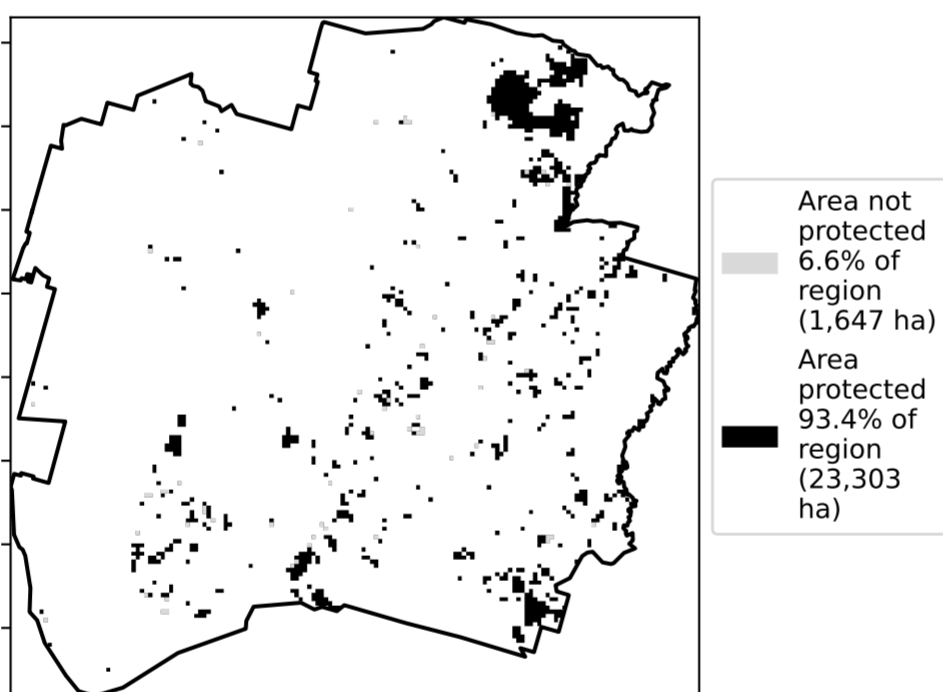 Area not
protected
6.6% of
region
(1,647 ha)
Area
protected
93.4% of
region
(23,303
ha)